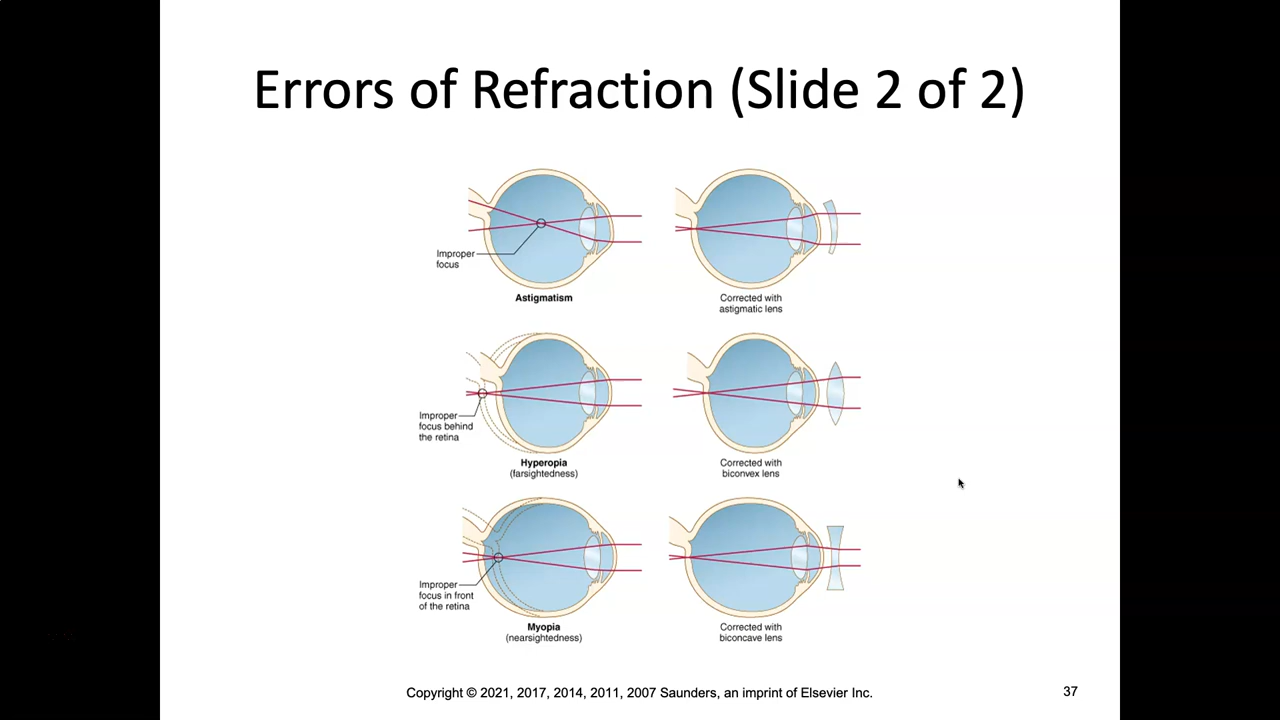 Errors of Refraction (Slide 2 of 2)
Improper
focus
Astigmatism
Corrected with
astigmatic lens
Improper
focus behind
the retina
Hyperopia
(farsightedness)
Corrected with
biconvex lens
Improper
focus in front
of the retina
Myopia
(nearsightedness)
Corrected with
biconcave lens
Copyright © 2021, 2017, 2014, 2011, 2007 Saunders, an imprint of Elsevier Inc.
37